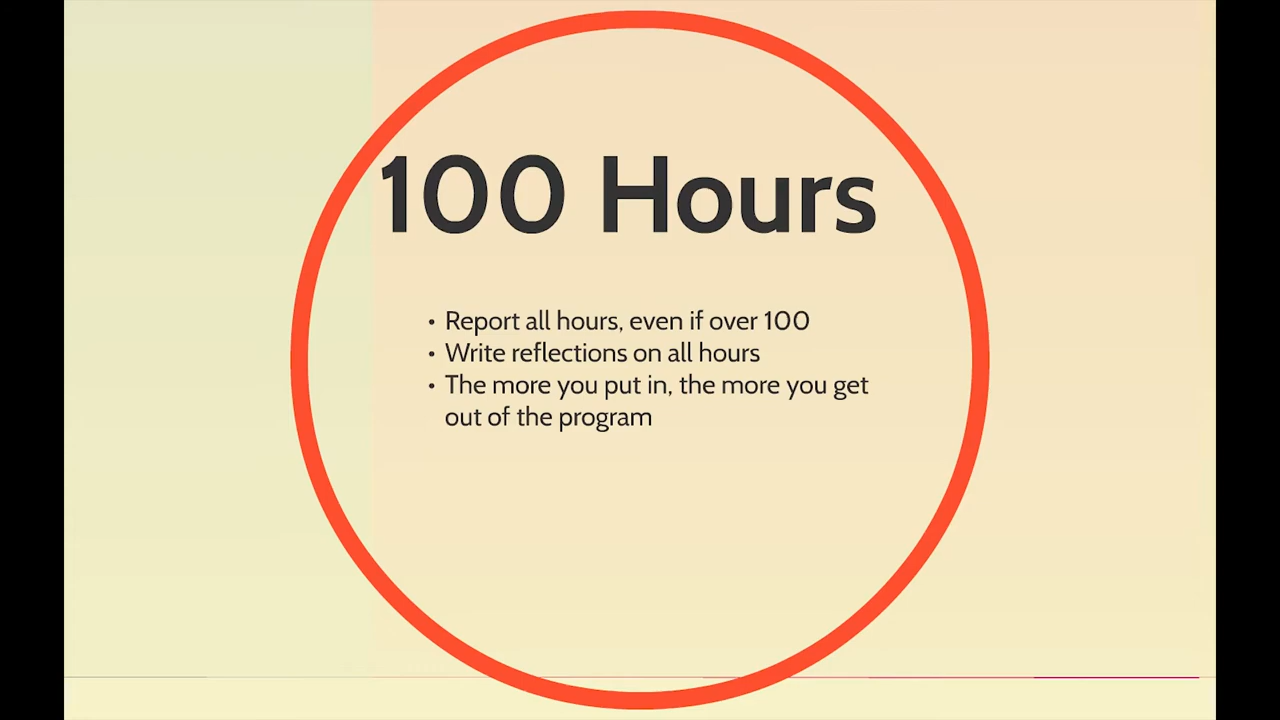 100 Hours
• Report all hours, even if over 100
• Write reflections on all hours
• The more you put in, the more you get
out of the program